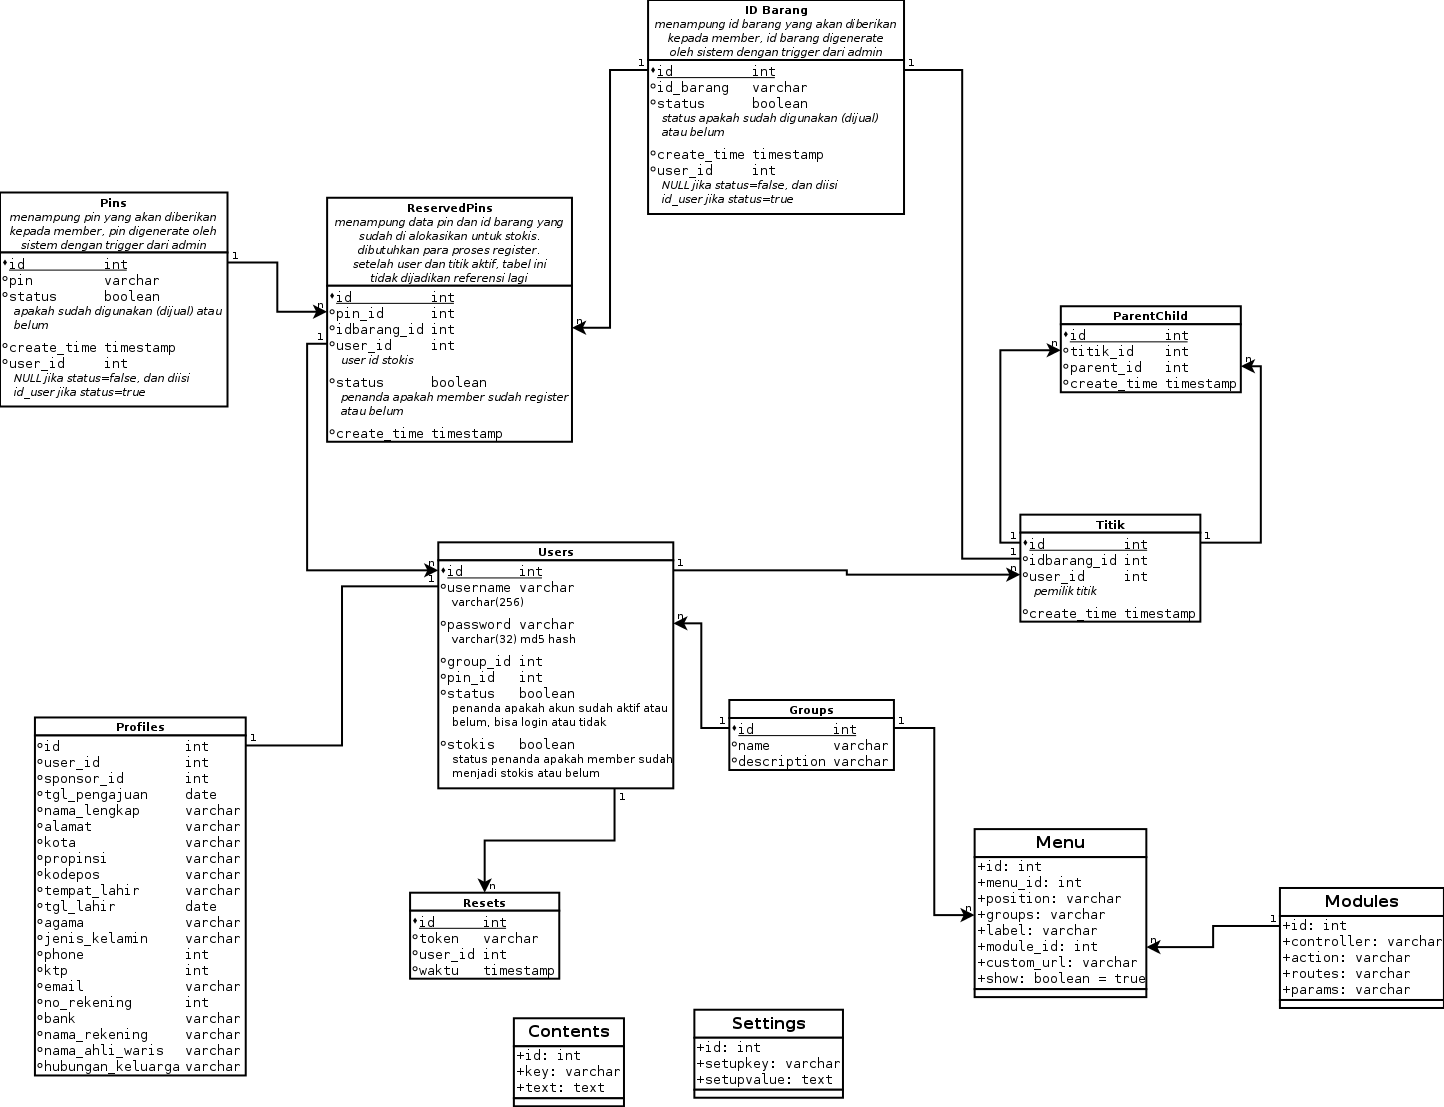 ID Barang
menampung id barang yang akan diberikan
kepada member, id barang digenerate
oleh sistem dengan trigger dari admin
id int
id_barang varchar
status boolean
status apakah sudah digunakan (dijual)
atau belum
create_time timestamp
user_id int
NULL jika status=false, dan diisi
id_user jika status=true
1
1
Pins
menampung pin yang akan diberikan
kepada member, pin digenerate oleh
sistem dengan trigger dari admin
id int
pin varchar
status boolean
apakah sudah digunakan (dijual) atau
belum
create_time timestamp
user_id int
NULL jika status=false, dan diisi
id_user jika status=true
1
n
ReservedPins
menampung data pin dan id barang yang
sudah di alokasikan untuk stokis.
dibutuhkan para proses register.
setelah user dan titik aktif, tabel ini
tidak dijadikan referensi lagi
id int
pin_id int
idbarang_id int
user_id int
user id stokis
status boolean
penanda apakah member sudah register
atau belum
create_time timestamp
1
n
ParentChild
id int
titik_id int
parent_id int
create_time timestamp
n
n
Titik
id int
idbarang_id int
user_id int
pemilik titik
create_time timestamp
1
1
n
1
Users
id int
username varchar
varchar(256)
password varchar
varchar(32) md5 hash
group_id int
pin_id int
status boolean
penanda apakah akun sudah aktif atau
belum, bisa login atau tidak
stokis boolean
status penanda apakah member sudah
menjadi stokis atau belum
n
1
1
n
1
Groups
id int
name varchar
description varchar
1
1
Profiles
id int
user_id int
sponsor_id int
tgl_pengajuan date
nama_lengkap varchar
alamat varchar
kota varchar
propinsi varchar
kodepos varchar
tempat_lahir varchar
tgl_lahir date
agama varchar
jenis_kelamin varchar
phone int
ktp int
email varchar
no_rekening int
bank varchar
nama_rekening varchar
nama_ahli_waris varchar
hubungan_keluarga varchar
1
n
Resets
id int
token varchar
user_id int
waktu timestamp
Menu
+id: int
+menu_id: int
+position: varchar
+groups: varchar
+label: varchar
+module_id: int
+custom_url: varchar
+show: boolean = true
n
n
1
Modules
+id: int
+controller: varchar
+action: varchar
+routes: varchar
+params: varchar
Contents
+id: int
+key: varchar
+text: text
Settings
+id: int
+setupkey: varchar
+setupvalue: text